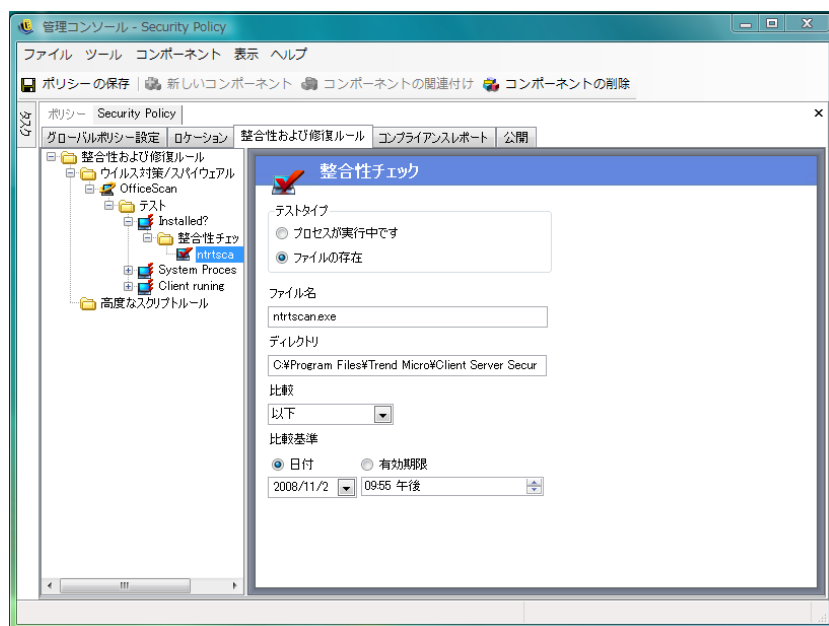 管理コンソール - Security Policy
ファイル ツール コンポーネント 表示 ヘルプ
ポリシーの保存 新しいコンポーネント コンポーネントの関連付け コンポーネントの削除
タスク
ポリシー Security Policy
グローバルポリシー設定 ロケーション 整合性および修復ルール コンプライアンスレポート 公開
整合性および修復ルール
ウイルス対策/スパイウェアル
OfficeScan
テスト
Installed?
整合性チェッ
ntrtsca
System Proces
Client runing
高度なスクリプトルール
整合性チェック
テストタイプ
プロセスが実行中です
ファイルの存在
ファイル名
ntrtscan.exe
ディレクトリ
C:¥Program Files¥Trend Micro¥Client Server Secur
比較
以下
比較基準
日付 有効期限
2008/11/2 09:55 午後